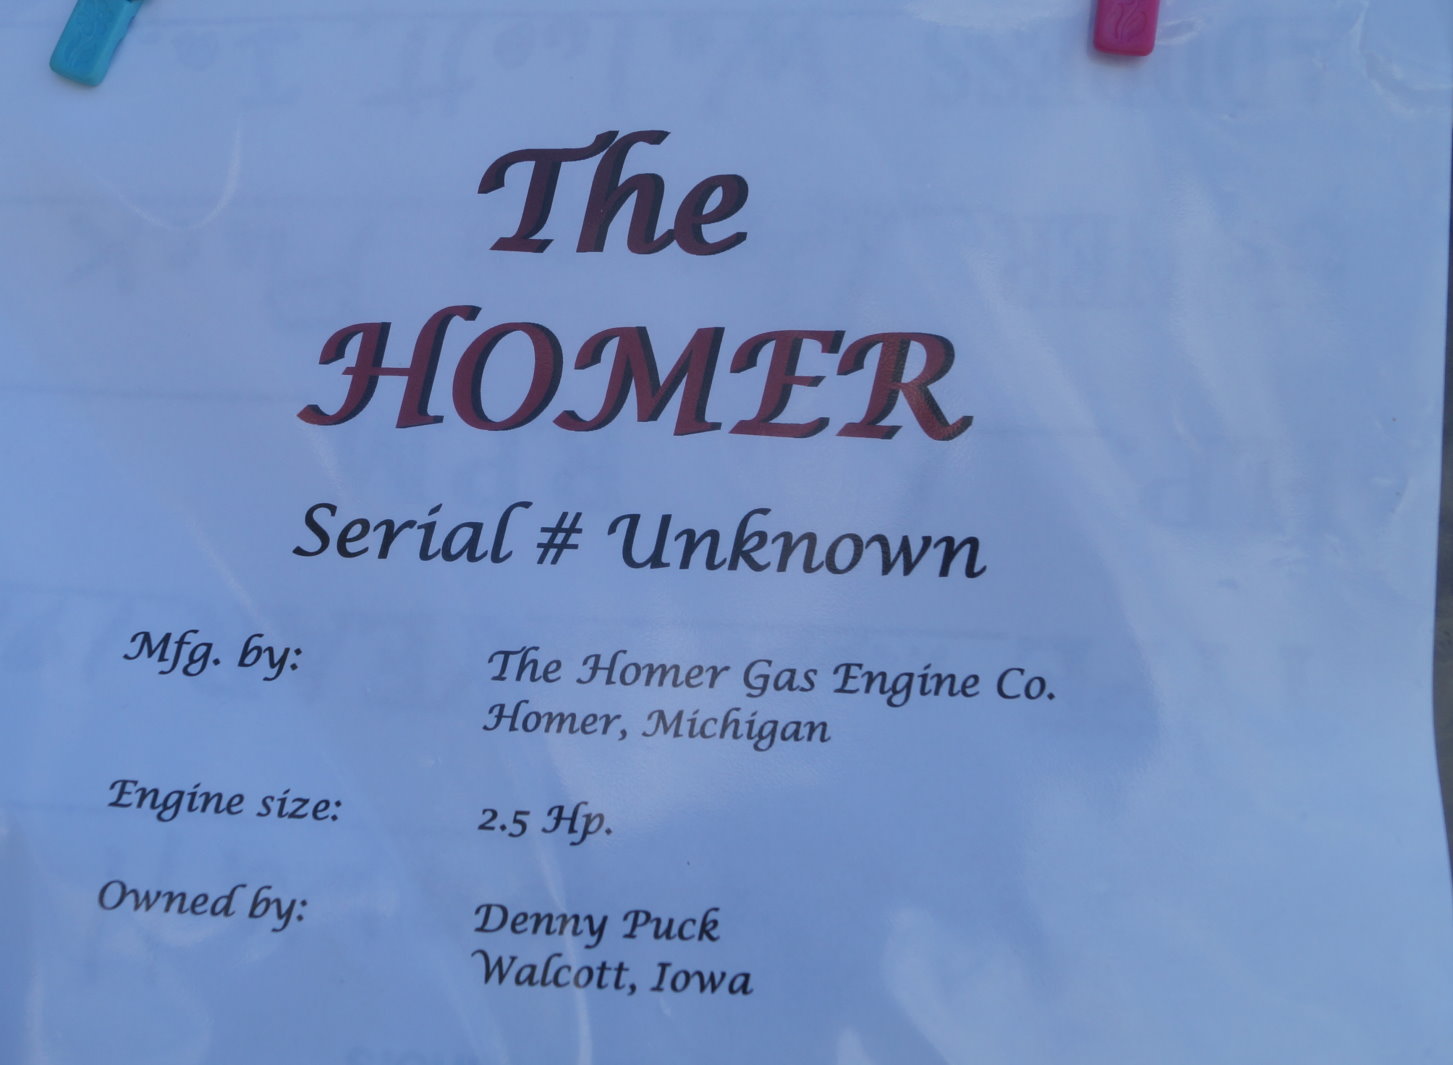 The
HOMER
Serial # Unknown
Mfg. by: The Homer Gas Engine Co.
Homer, Michigan
Engine size: 2.5 Hp.
Owned by: Denny Puck
Walcott, Iowa